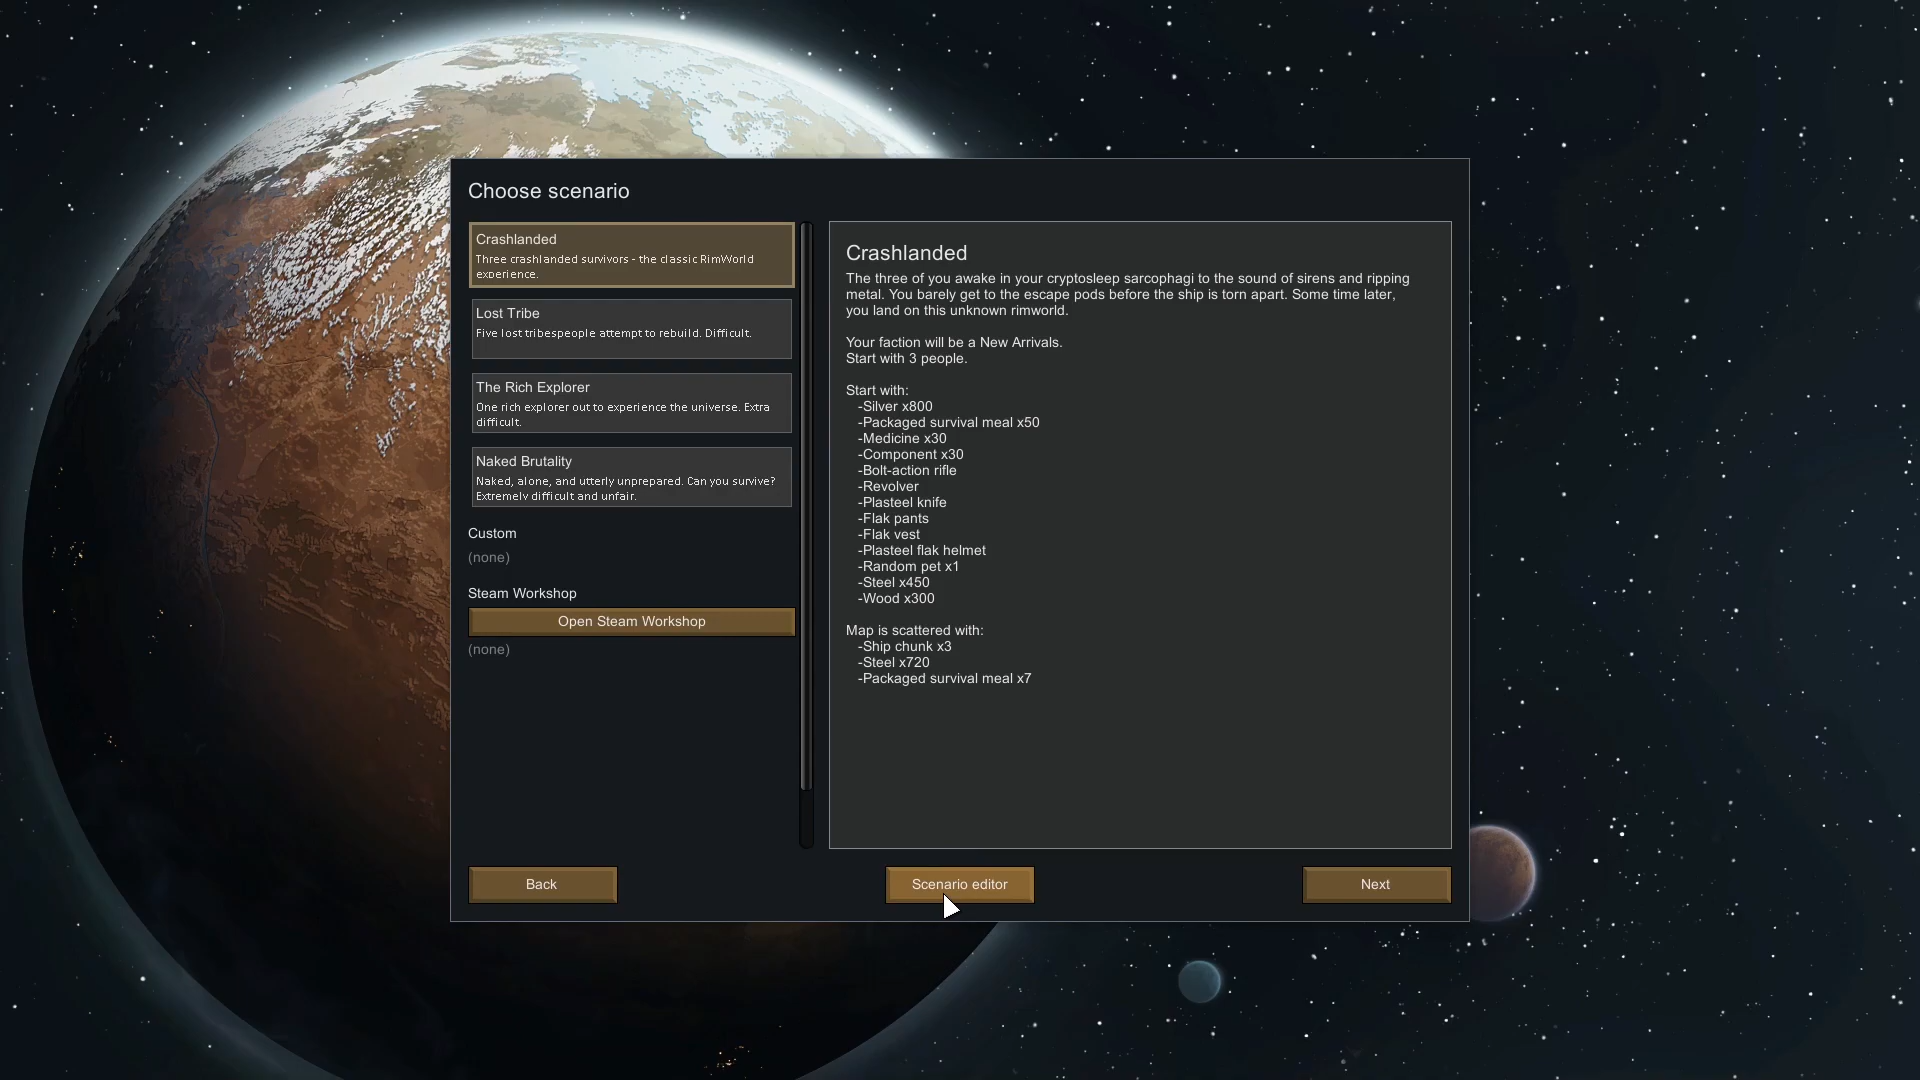 Choose scenario
Crashlanded
Three crashlanded survivors - the classic RimWorld
experience.
Lost Tribe
Five lost tribespeople attempt to rebuild. Difficult.
The Rich Explorer
One rich explorer out to experience the universe. Extra
difficult.
Naked Brutality
Naked, alone, and utterly unprepared. Can you survive?
Extremely difficult and unfair.
Custom
(none)
Steam Workshop
Open Steam Workshop
(none)
Crashlanded
The three of you awake in your cryptosleep sarcophagi to the sound of sirens and ripping
metal. You barely get to the escape pods before the ship is torn apart. Some time later,
you land on this unknown rimworld.
Your faction will be a New Arrivals.
Start with 3 people.
Start with:
-Silver x800
-Packaged survival meal x50
-Medicine x30
-Component x30
-Bolt-action rifle
-Revolver
-Plasteel knife
-Flak pants
-Flak vest
-Plasteel flak helmet
-Random pet x1
-Steel x450
-Wood x300
Map is scattered with:
-Ship chunk x3
-Steel x720
-Packaged survival meal x7
Back
Scenario editor
Next